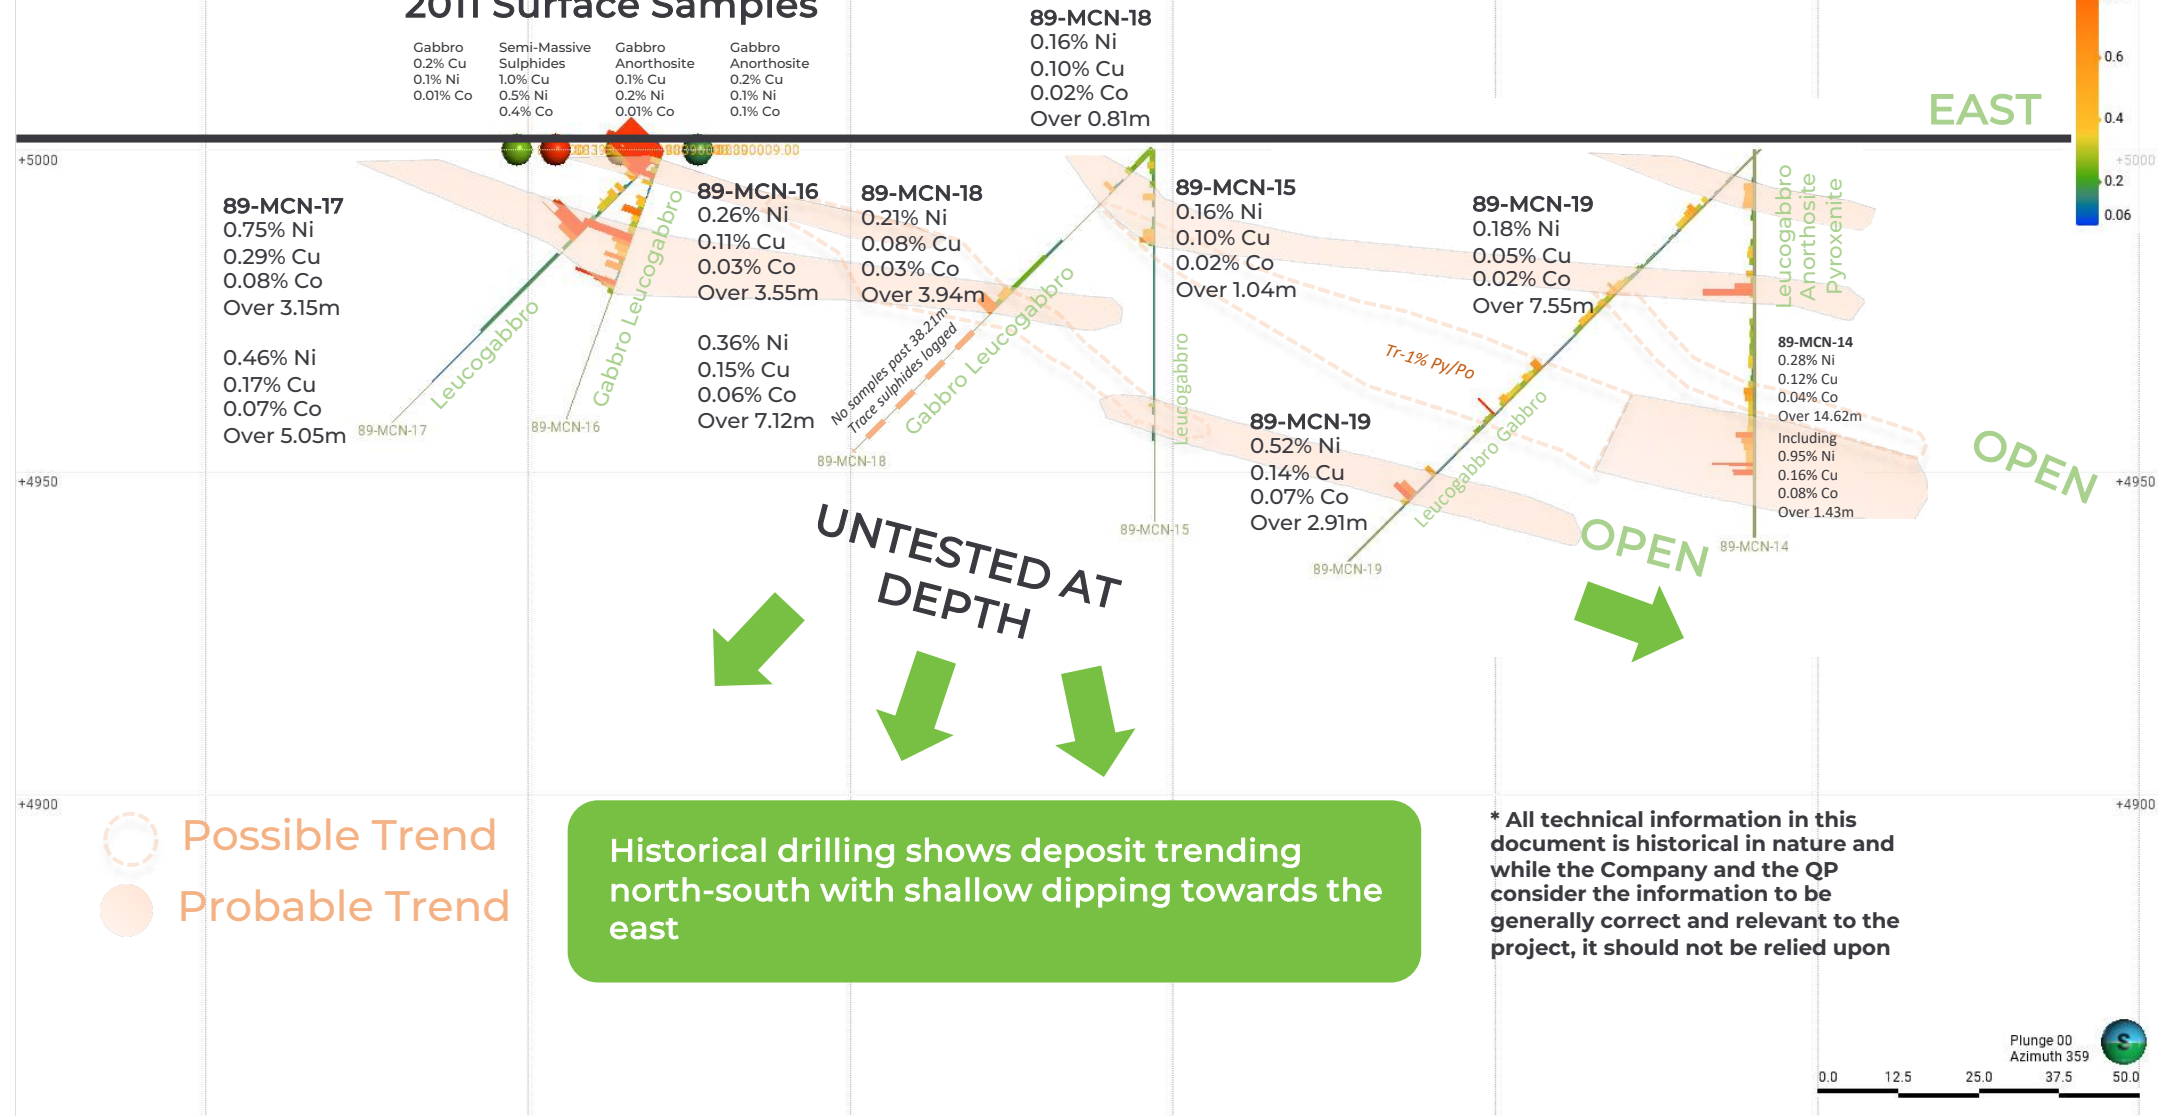 2011 Surface Samples
Gabbro
0.2% Cu
0.1% Ni
0.01% Co
Semi-Massive
Sulphides
1.0% Cu
0.5% Ni
0.4% Co
Gabbro
Anorthosite
0.1% Cu
0.2% Ni
0.01% Co
Gabbro
Anorthosite
0.2% Cu
0.1% Ni
0.1% Co
89-MCN-18
0.16% Ni
0.10% Cu
0.02% Co
Over 0.81m
EAST
0.6
0.4
0.2
0.06
+5000
+5000
89-MCN-17
0.75% Ni
0.29% Cu
0.08% Co
Over 3.15m
0.46% Ni
0.17% Cu
0.07% Co
Over 5.05m
89-MCN-17
Leucogabbro
89-MCN-16
Gabbro Leucogabbro
89-MCN-16
0.26% Ni
0.11% Cu
0.03% Co
Over 3.55m
0.36% Ni
0.15% Cu
0.06% Co
Over 7.12m
89-MCN-18
0.21% Ni
0.08% Cu
0.03% Co
Over 3.94m
No samples past 38.21m
Trace sulphides logged
Gabbro Leucogabbro
89-MCN-18
89-MCN-15
0.16% Ni
0.10% Cu
0.02% Co
Over 1.04m
Leucogabbro
89-MCN-15
89-MCN-19
0.18% Ni
0.05% Cu
0.02% Co
Over 7.55m
Tr-1% Py/Po
89-MCN-19
0.52% Ni
0.14% Cu
0.07% Co
Over 2.91m
Leucogabbro Gabbro
89-MCN-19
Leucogabbro
Anorthosite
Pyroxenite
89-MCN-14
0.28% Ni
0.12% Cu
0.04% Co
Over 14.62m
Including
0.95% Ni
0.16% Cu
0.08% Co
Over 1.43m
89-MCN-14
OPEN
OPEN
+4950
+4950
UNTESTED AT
DEPTH
+4900
+4900
Possible Trend
Probable Trend
Historical drilling shows deposit trending
north-south with shallow dipping towards the
east
* All technical information in this
document is historical in nature and
while the Company and the QP
consider the information to be
generally correct and relevant to the
project, it should not be relied upon
Plunge 00
Azimuth 359
S
0.0 12.5 25.0 37.5 50.0